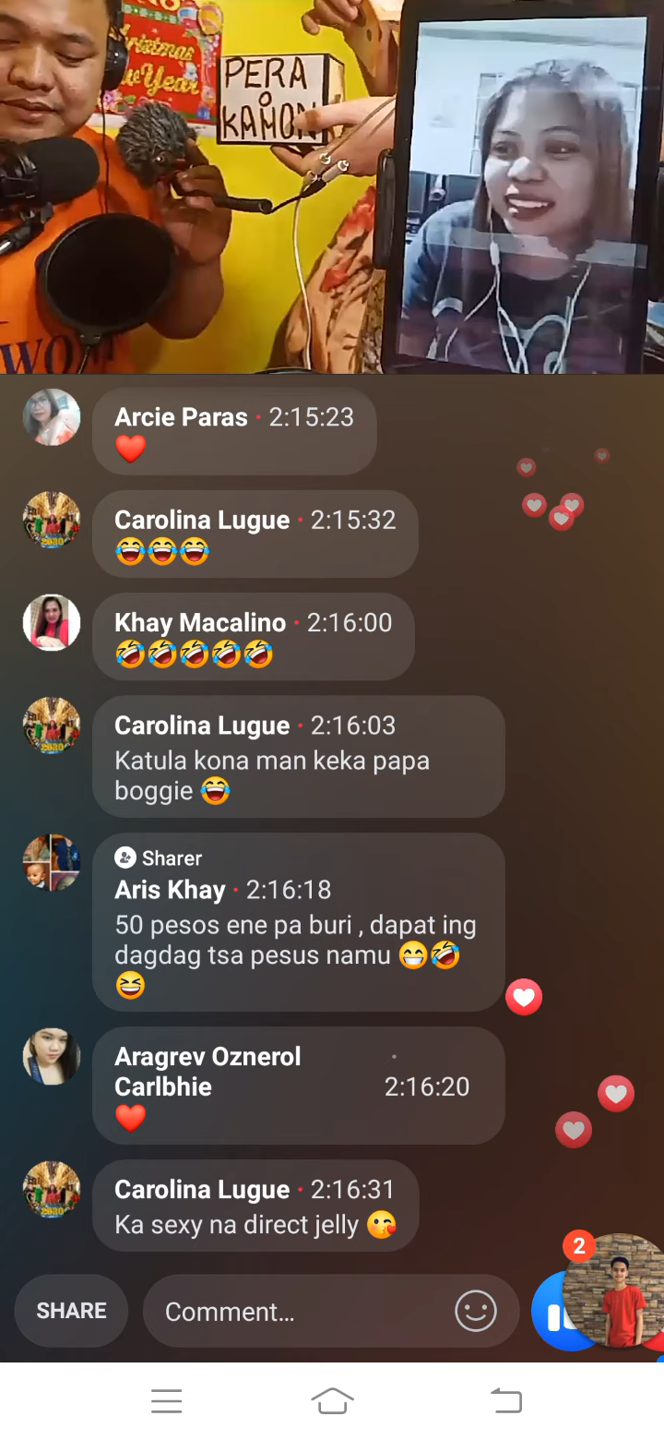 Christmas
Year
PERA
O
KAHON
WOW
Arcie Paras · 2:15:23
❤️
Carolina Lugue · 2:15:32
😂😂😂
Khay Macalino · 2:16:00
🤣🤣🤣🤣🤣
Carolina Lugue · 2:16:03
Katula kona man keka papa
boggie 😂
Sharer
Aris Khay · 2:16:18
50 pesos ene pa buri , dapat ing
dagdag tsa pesus namu 😁🤣
😆
Aragrev Oznerol ·
Carlbhie 2:16:20
❤️
Carolina Lugue · 2:16:31
Ka sexy na direct jelly 😘
2
SHARE Comment...